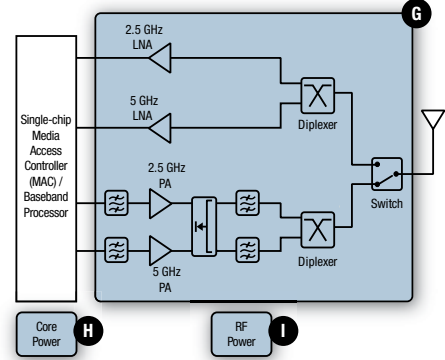 G
2.5 GHz
LNA
5 GHz
LNA
Diplexer
Single-chip
Media
Access
Controller
(MAC) /
Baseband
Processor
2.5 GHz
PA
Switch
Diplexer
5 GHz
PA
Core
Power
H
RF
Power
I